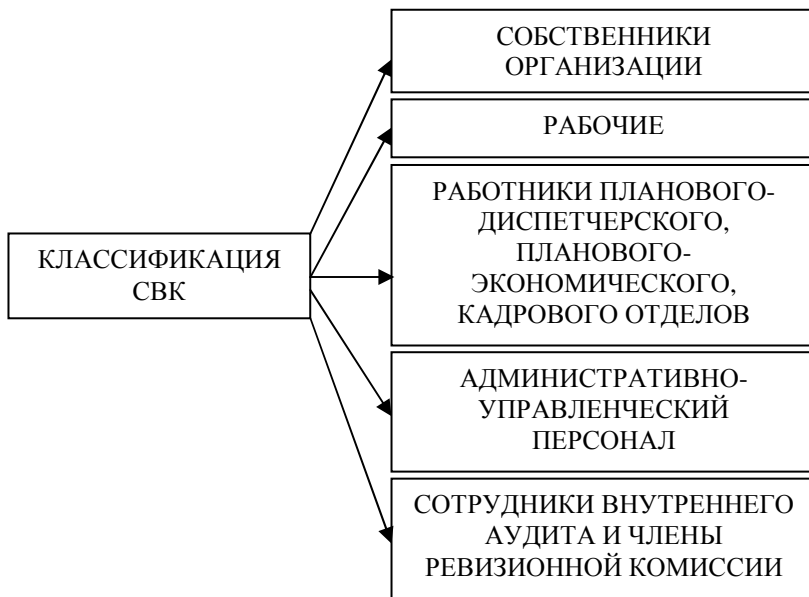 СОБСТВЕННИКИ
ОРГАНИЗАЦИИ
РАБОЧИЕ
РАБОТНИКИ ПЛАНОВОГО-
ДИСПЕТЧЕРСКОГО,
ПЛАНОВОГО-
ЭКОНОМИЧЕСКОГО,
КАДРОВОГО ОТДЕЛОВ
КЛАССИФИКАЦИЯ
СВК
АДМИНИСТРАТИВНО-
УПРАВЛЕНЧЕСКИЙ
ПЕРСОНАЛ
СОТРУДНИКИ ВНУТРЕННЕГО
АУДИТА И ЧЛЕНЫ
РЕВИЗИОННОЙ КОМИССИИ